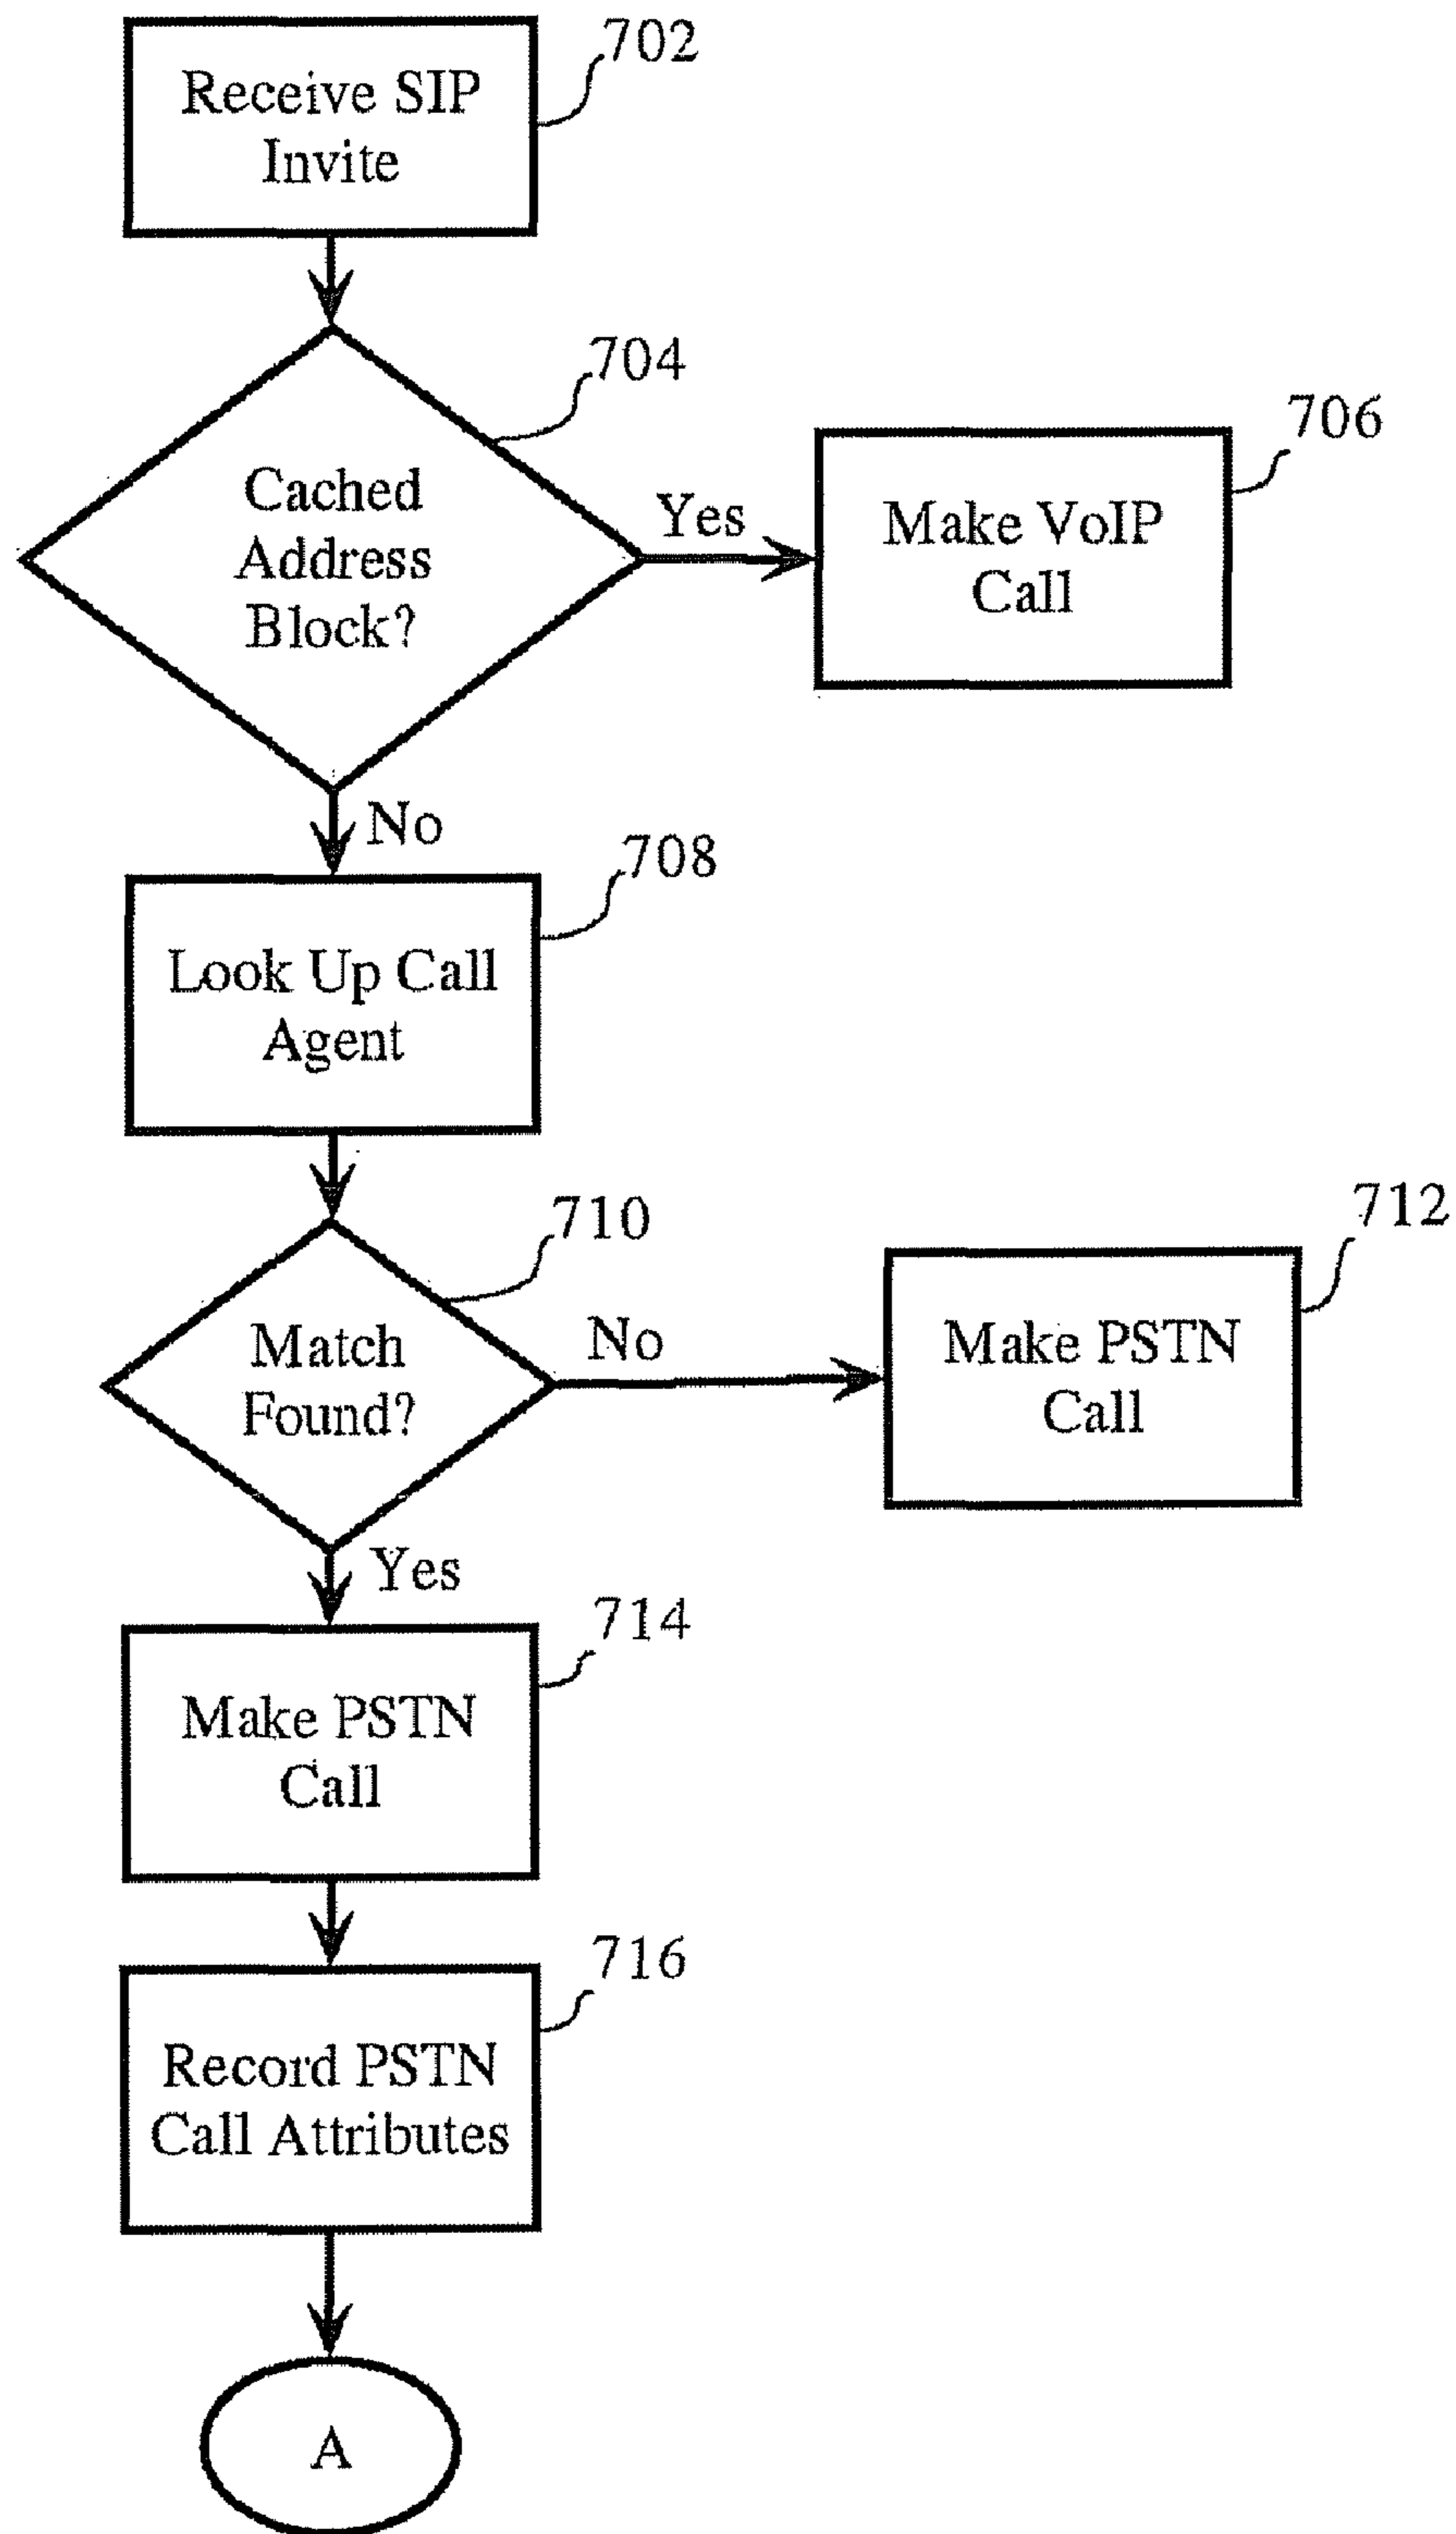 702
Receive SIP
Invite
704
Cached
Address
Block?
Yes
706
Make VoIP
Call
No
708
Look Up Call
Agent
710
Match
Found?
No
712
Make PSTN
Call
Yes
714
Make PSTN
Call
716
Record PSTN
Call Attributes
A